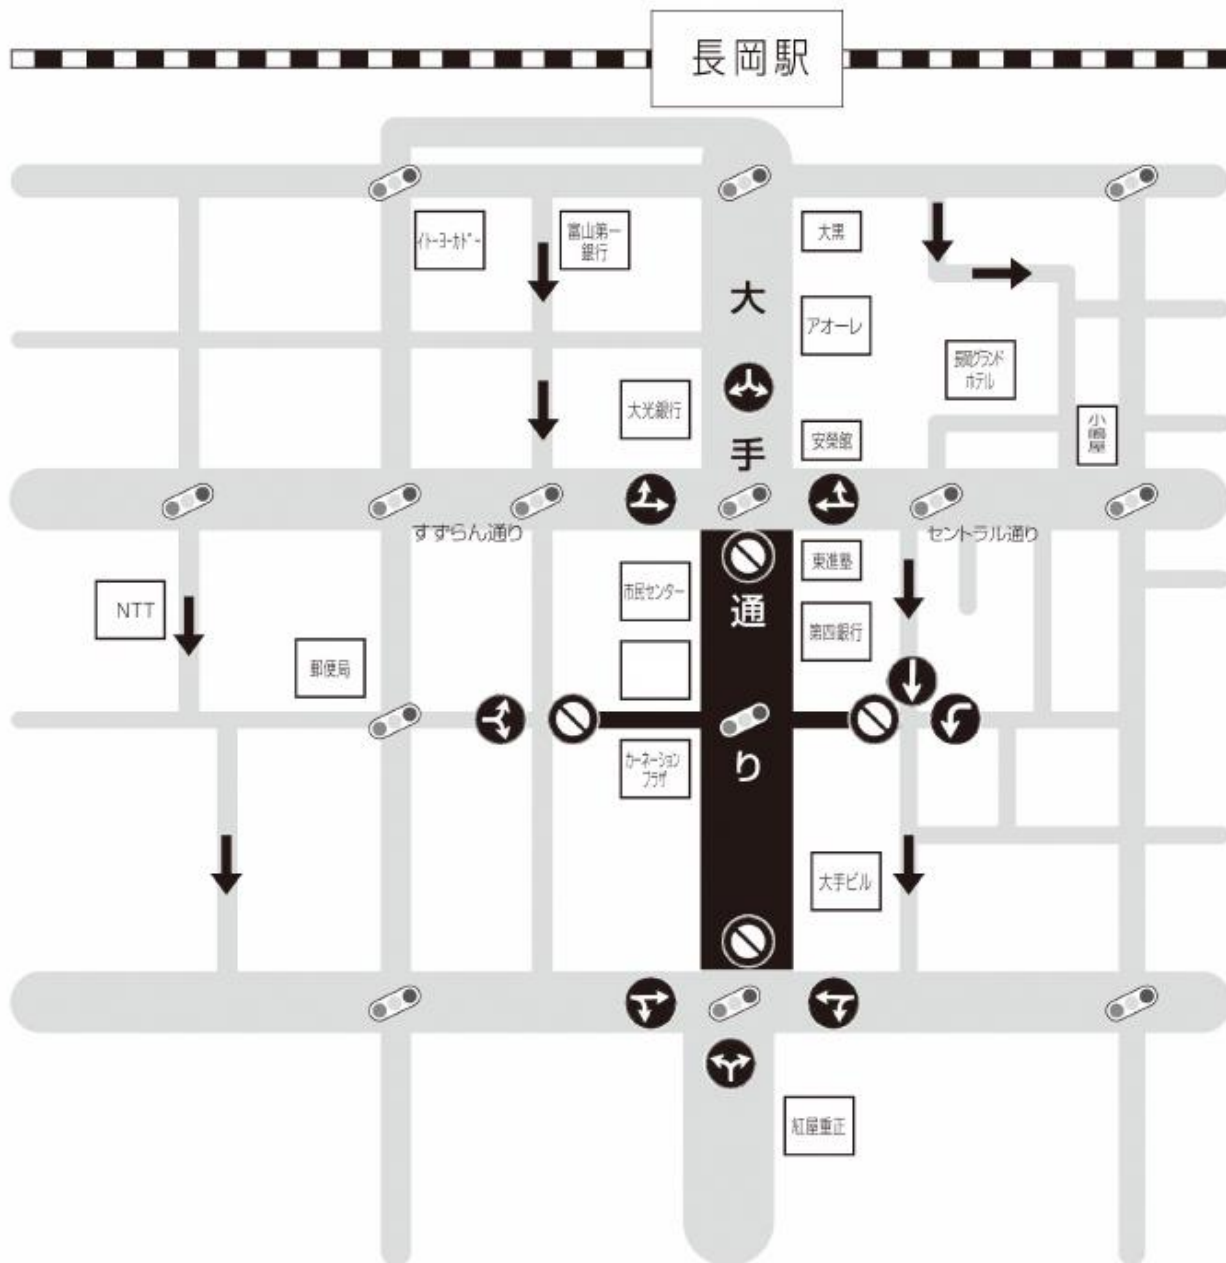 長岡駅
イトーヨーカドー
富山第一
銀行
大黒
大手通り
アオーレ
長岡グランド
ホテル
大光銀行
安榮館
小嶋屋
すずらん通り
セントラル通り
NTT
市民センター
東進塾
第四銀行
郵便局
カーネーション
プラザ
大手ビル
紅屋重正